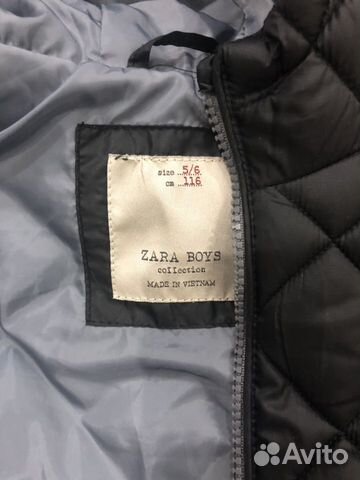 size ..5/6
cm ...116
ZARA BOYS
collection
MADE IN VIETNAM
Avito